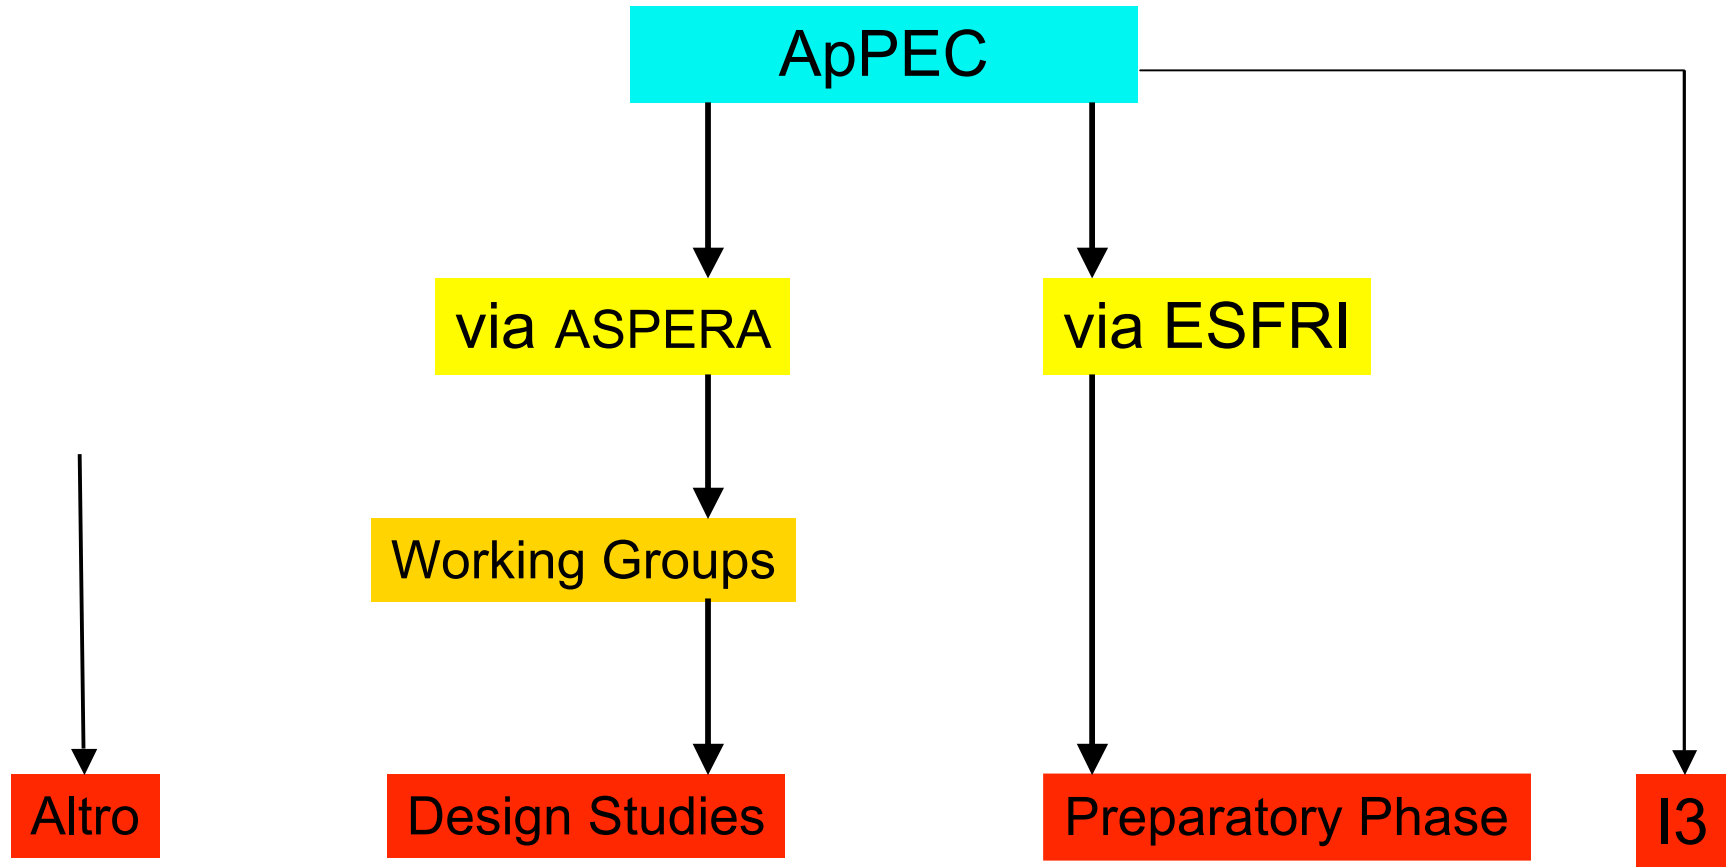 ApPEC
via ASPERA
via ESFRI
Working Groups
Altro
Design Studies
Preparatory Phase
I3